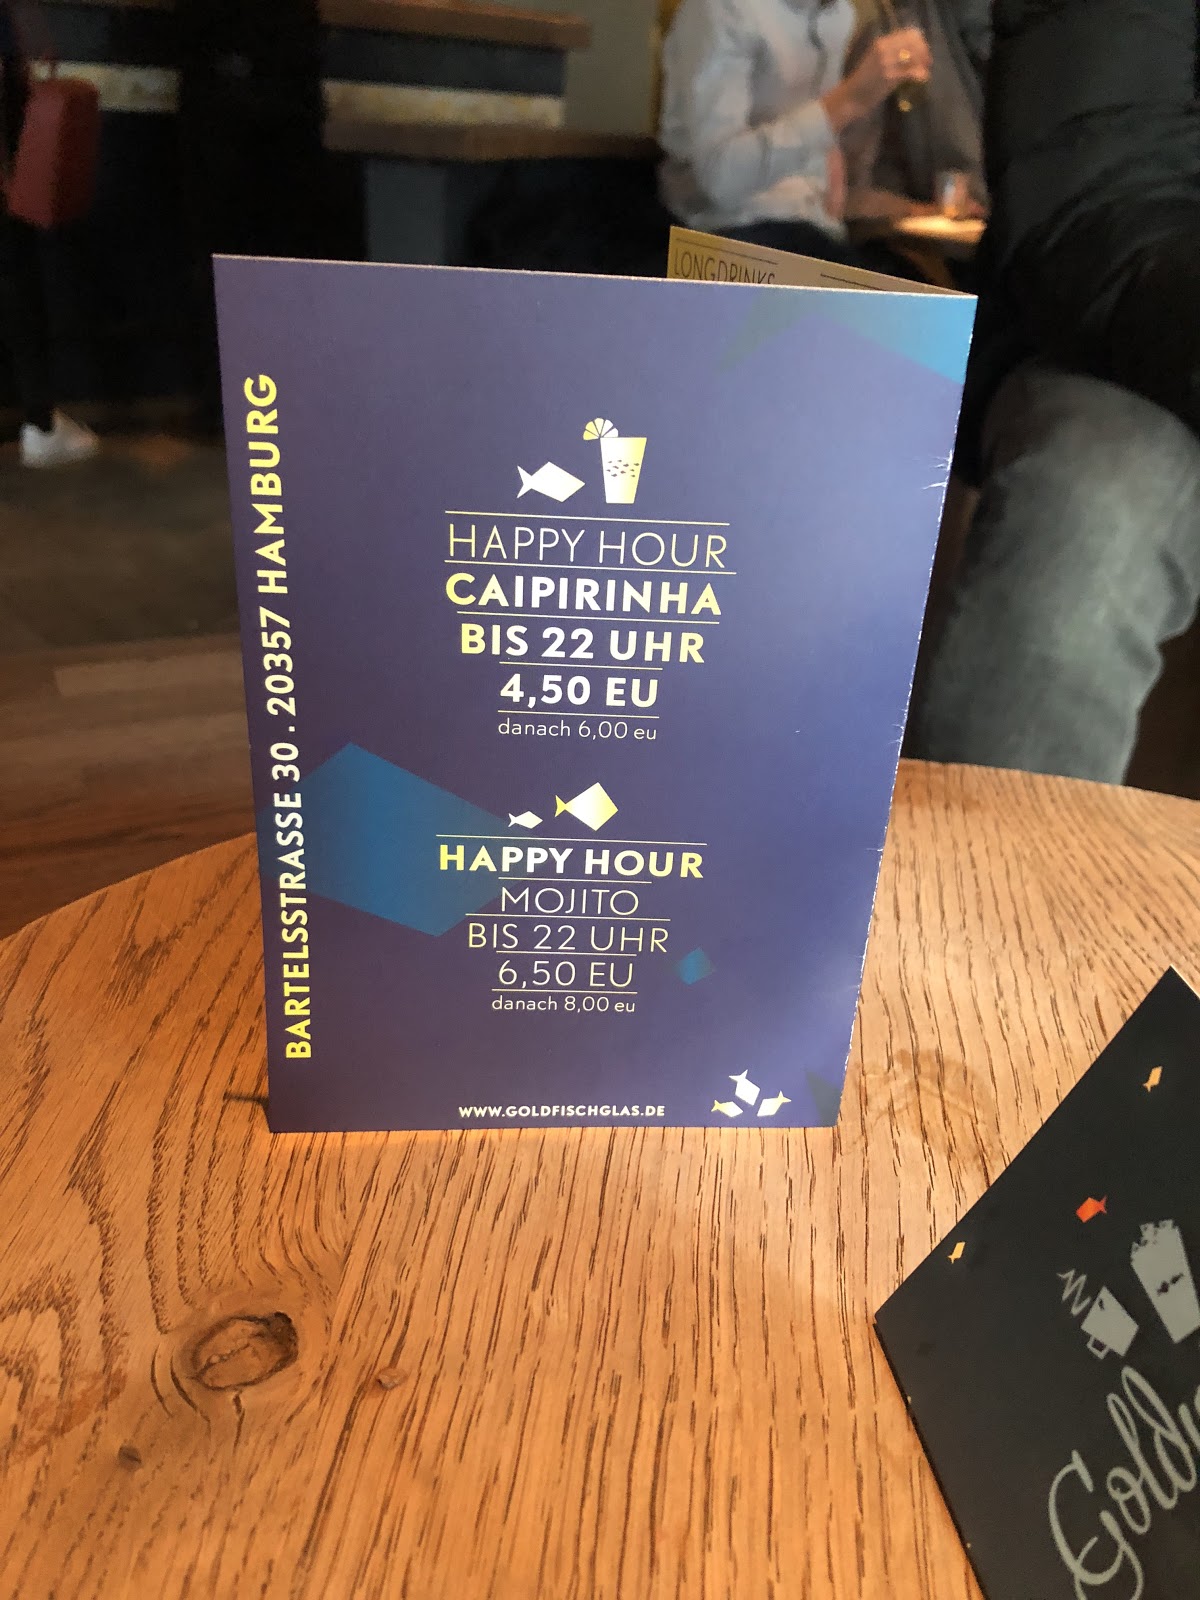 LONGDRINKS
BARTELSSTRASSE 30 . 20357 HAMBURG
HAPPY HOUR
CAIPIRINHA
BIS 22 UHR
4,50 EU
danach 6,00 eu
HAPPY HOUR
MOJITO
BIS 22 UHR
6,50 EU
danach 8,00 eu
WWW.GOLDFISCHGLAS.DE